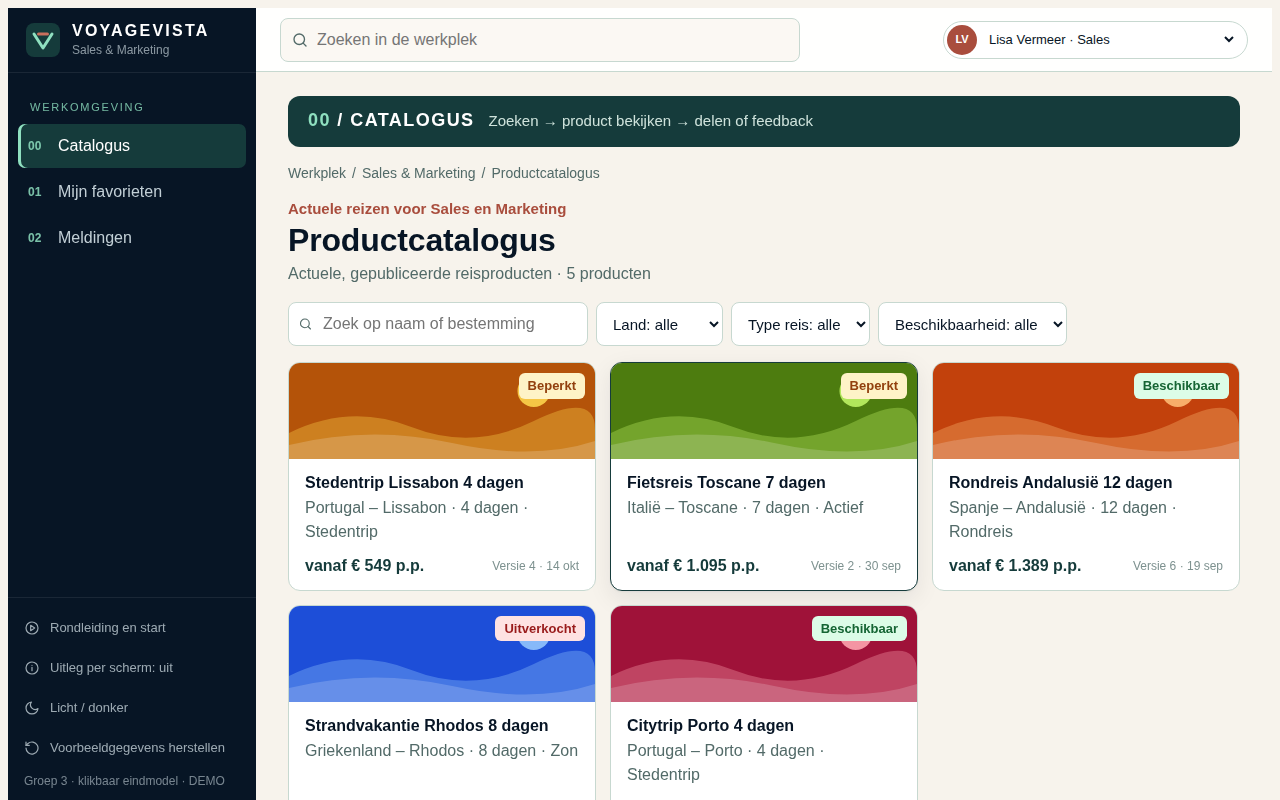 VOYAGEVISTA
Sales & Marketing
WERKOMGEVING
00 Catalogus
01 Mijn favorieten
02 Meldingen
Rondleiding en start
Uitleg per scherm: uit
Licht / donker
Voorbeeldgegevens herstellen
Groep 3 · klikbaar eindmodel · DEMO
Zoeken in de werkplek
LV Lisa Vermeer · Sales
00 / CATALOGUS Zoeken → product bekijken → delen of feedback
Werkplek / Sales & Marketing / Productcatalogus
Actuele reizen voor Sales en Marketing
Productcatalogus
Actuele, gepubliceerde reisproducten · 5 producten
Zoek op naam of bestemming
Land: alle
Type reis: alle
Beschikbaarheid: alle
Beperkt
Stedentrip Lissabon 4 dagen
Portugal – Lissabon · 4 dagen ·
Stedentrip
vanaf € 549 p.p. Versie 4 · 14 okt
Beperkt
Fietsreis Toscane 7 dagen
Italië – Toscane · 7 dagen · Actief
vanaf € 1.095 p.p. Versie 2 · 30 sep
Beschikbaar
Rondreis Andalusië 12 dagen
Spanje – Andalusië · 12 dagen ·
Rondreis
vanaf € 1.389 p.p. Versie 6 · 19 sep
Uitverkocht
Strandvakantie Rhodos 8 dagen
Griekenland – Rhodos · 8 dagen · Zon
Beschikbaar
Citytrip Porto 4 dagen
Portugal – Porto · 4 dagen ·
Stedentrip